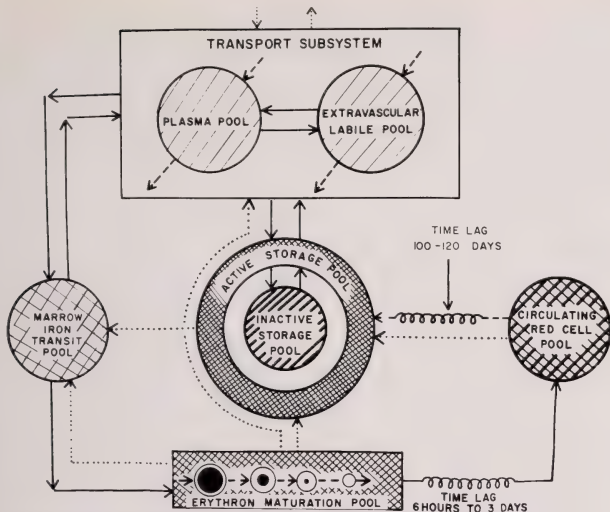 TRANSPORT SUBSYSTEM
PLASMA POOL
EXTRAVASCULAR
LABILE POOL
TIME LAG
100-120 DAYS
ACTIVE STORAGE POOL
INACTIVE
STORAGE
POOL
MARROW
IRON
TRANSIT
POOL
CIRCULATING
RED CELL
POOL
ERYTHRON MATURATION POOL
TIME LAG
6 HOURS TO 3 DAYS